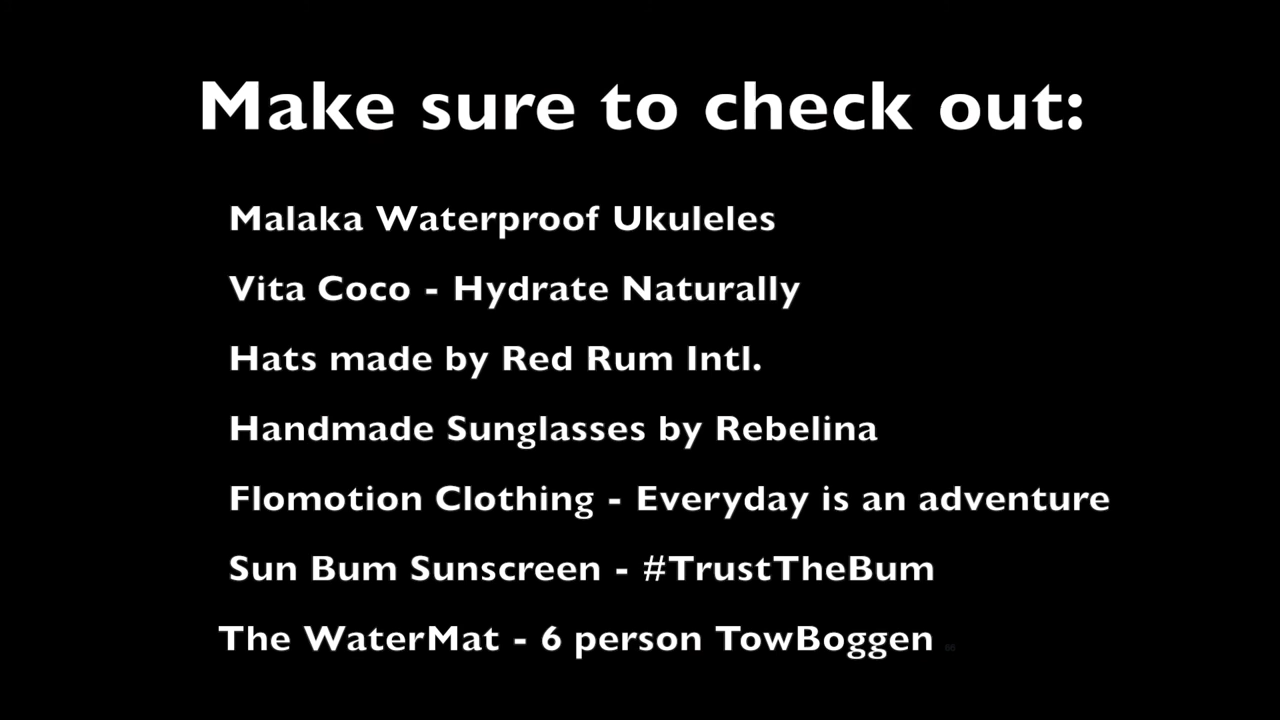 Make sure to check out:
Malaka Waterproof Ukuleles
Vita Coco - Hydrate Naturally
Hats made by Red Rum Intl.
Handmade Sunglasses by Rebelina
Flomotion Clothing - Everyday is an adventure
Sun Bum Sunscreen - #TrustTheBum
The WaterMat - 6 person TowBoggen